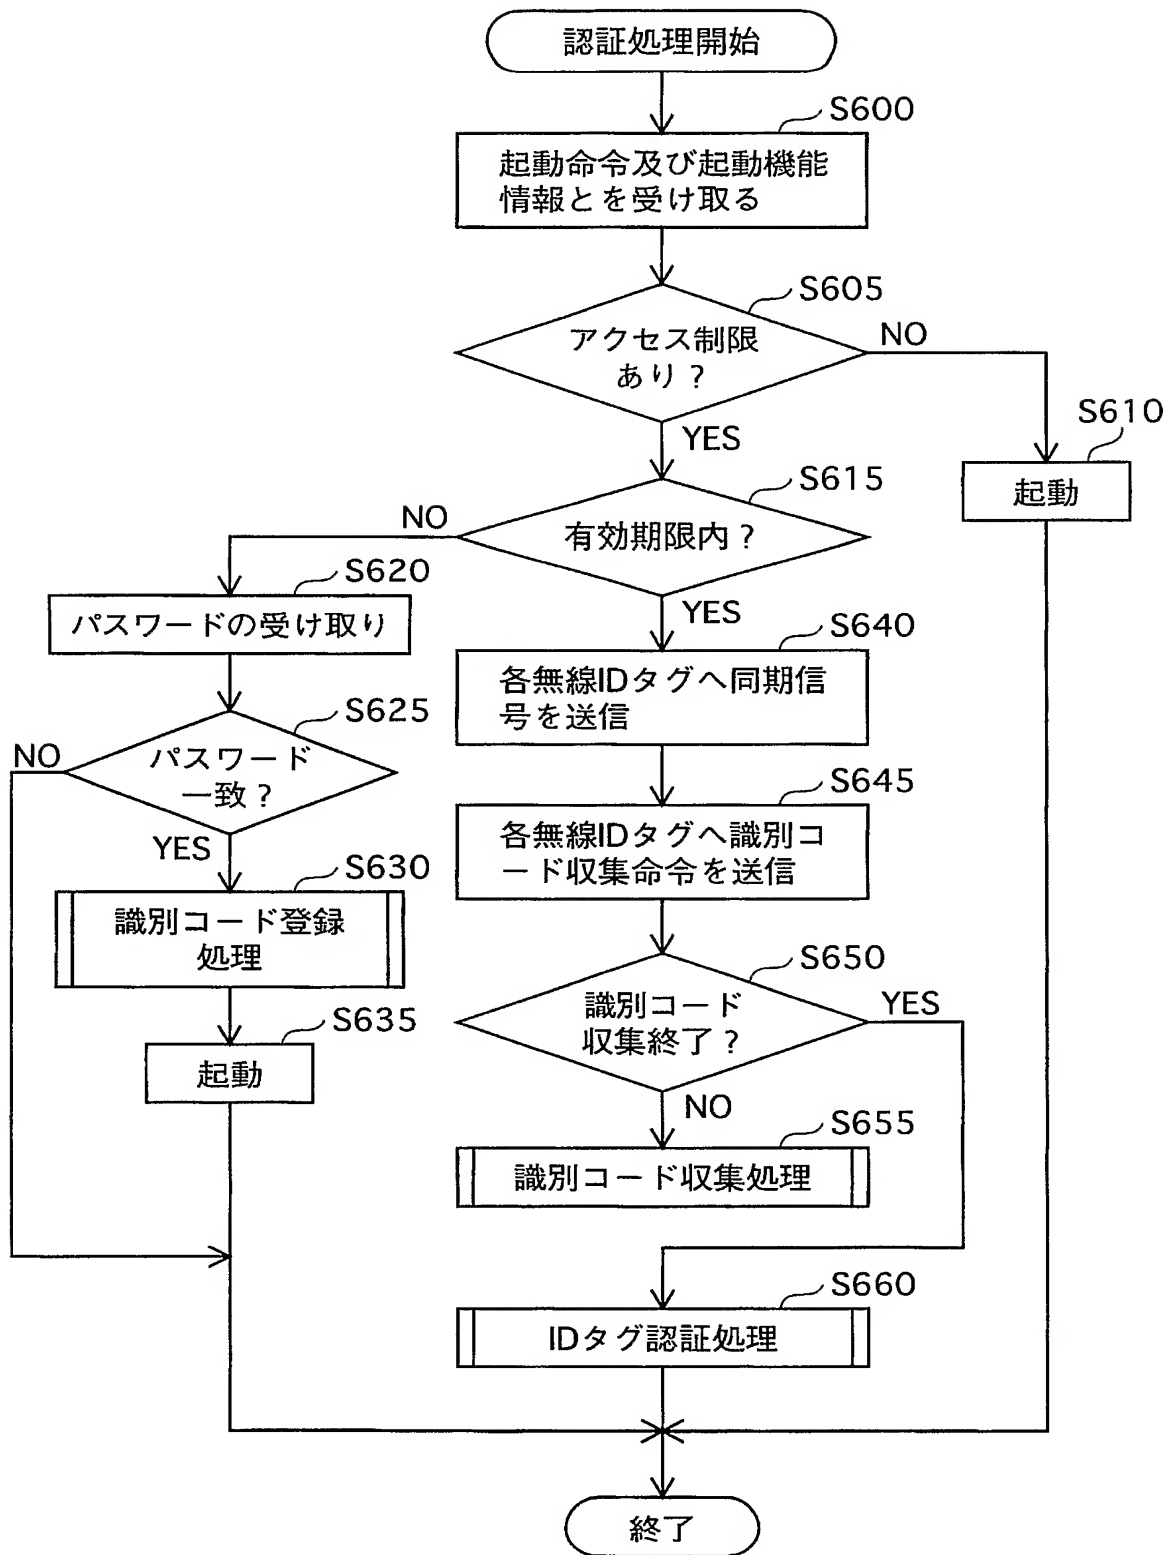 認証処理開始
S600
起動命令及び起動機能
情報とを受け取る
S605
アクセス制限
あり?
NO
YES
S610
起動
S615
有効期限内?
NO
YES
S620
パスワードの受け取り
S625
パスワード
一致?
NO
YES
S630
識別コード登録
処理
S635
起動
S640
各無線IDタグへ同期信
号を送信
S645
各無線IDタグへ識別コ
ード収集命令を送信
S650
識別コード
収集終了?
YES
NO
S655
識別コード収集処理
S660
IDタグ認証処理
終了